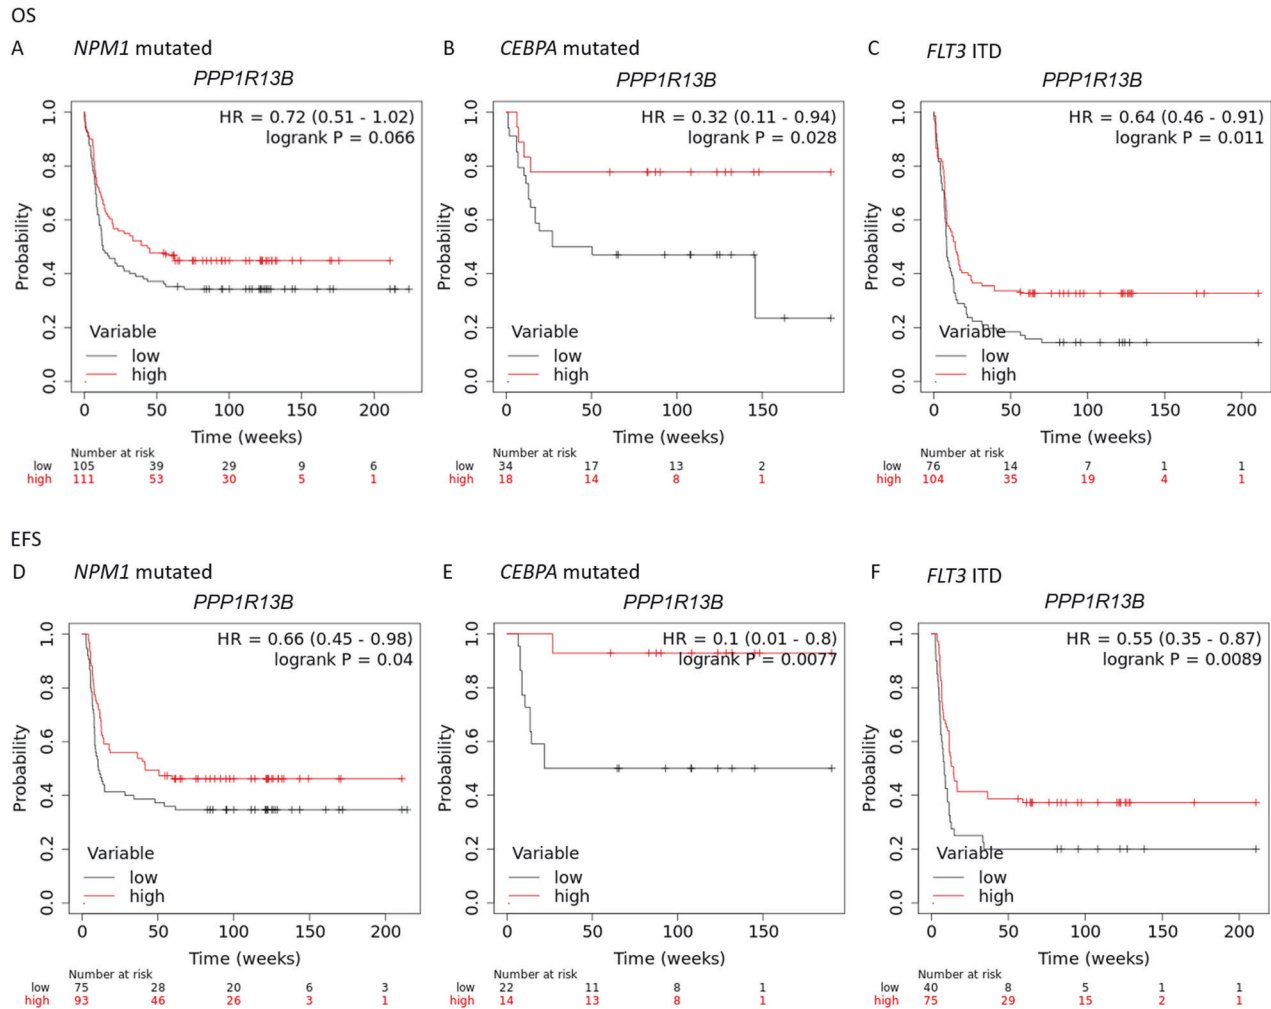 OS
A NPM1 mutated
PPP1R13B
HR = 0.72 (0.51 - 1.02)
logrank P = 0.066
Probability
1.0
0.8
0.6
0.4
0.2
0.0
Variable
low
high
0 50 100 150 200
Time (weeks)
Number at risk
low 105 39 29 9 6
high 111 53 30 5 1
B CEBPA mutated
PPP1R13B
HR = 0.32 (0.11 - 0.94)
logrank P = 0.028
Probability
1.0
0.8
0.6
0.4
0.2
0.0
Variable
low
high
0 50 100 150
Time (weeks)
Number at risk
low 34 17 13 2
high 18 14 8 1
C FLT3 ITD
PPP1R13B
HR = 0.64 (0.46 - 0.91)
logrank P = 0.011
Probability
1.0
0.8
0.6
0.4
0.2
0.0
Variable
low
high
0 50 100 150 200
Time (weeks)
Number at risk
low 76 14 7 1 1
high 104 35 19 4 1
EFS
D NPM1 mutated
PPP1R13B
HR = 0.66 (0.45 - 0.98)
logrank P = 0.04
Probability
1.0
0.8
0.6
0.4
0.2
0.0
Variable
low
high
0 50 100 150 200
Time (weeks)
Number at risk
low 75 28 20 6 3
high 93 46 26 3 1
E CEBPA mutated
PPP1R13B
HR = 0.1 (0.01 - 0.8)
logrank P = 0.0077
Probability
1.0
0.8
0.6
0.4
0.2
0.0
Variable
low
high
0 50 100 150
Time (weeks)
Number at risk
low 22 11 8 1
high 14 13 8 1
F FLT3 ITD
PPP1R13B
HR = 0.55 (0.35 - 0.87)
logrank P = 0.0089
Probability
1.0
0.8
0.6
0.4
0.2
0.0
Variable
low
high
0 50 100 150 200
Time (weeks)
Number at risk
low 40 8 5 1 1
high 75 29 15 2 1